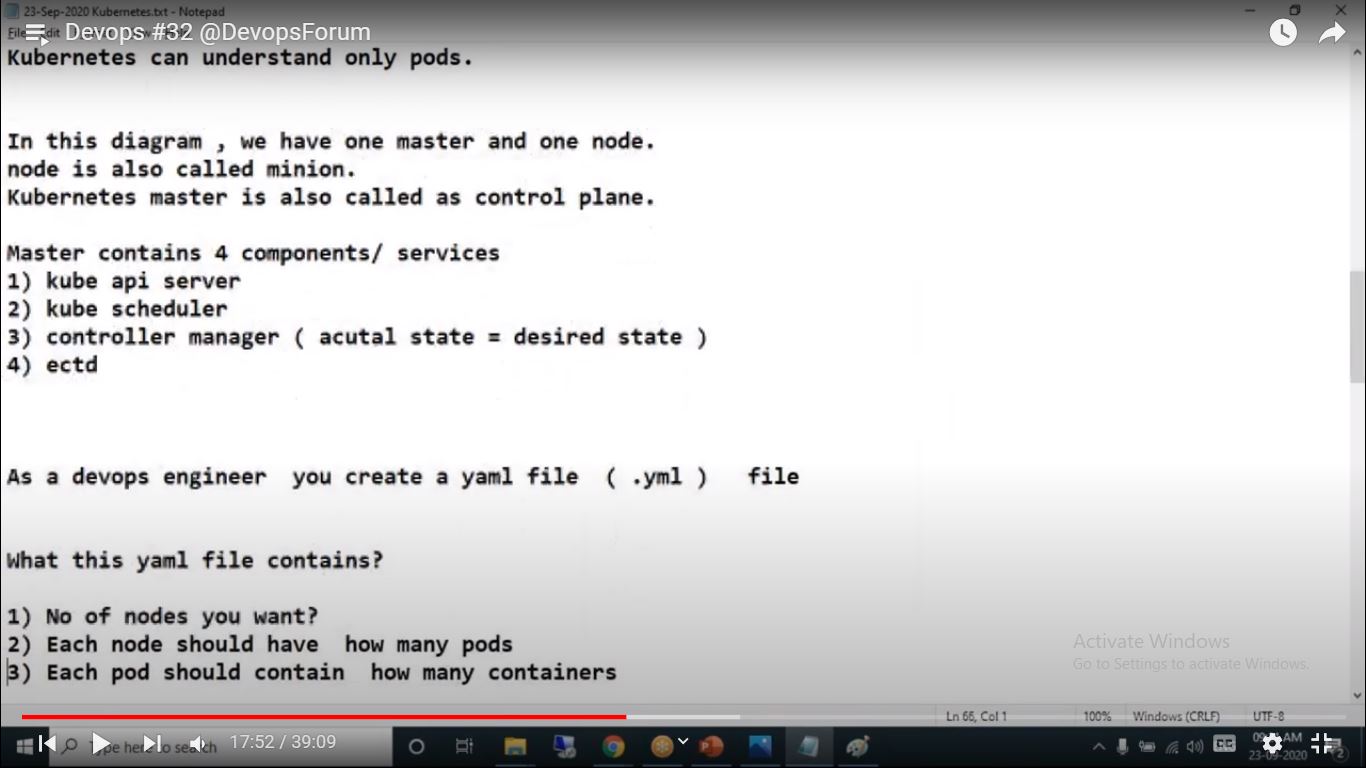 23-Sep-2020 Kubernetes.txt - Notepad
Devops #32 @DevopsForum
Kubernetes can understand only pods.
In this diagram , we have one master and one node.
node is also called minion.
Kubernetes master is also called as control plane.
Master contains 4 components/ services
1) kube api server
2) kube scheduler
3) controller manager ( acutal state = desired state )
4) ectd
As a devops engineer  you create a yaml file  ( .yml )   file
What this yaml file contains?
1) No of nodes you want?
2) Each node should have  how many pods
3) Each pod should contain  how many containers
Activate Windows
Go to Settings to activate Windows.
Ln 66, Col 1 100% Windows (CRLF) UTF-8
Type here to search
17:52 / 39:09
CC
AM
23-09-2020
2